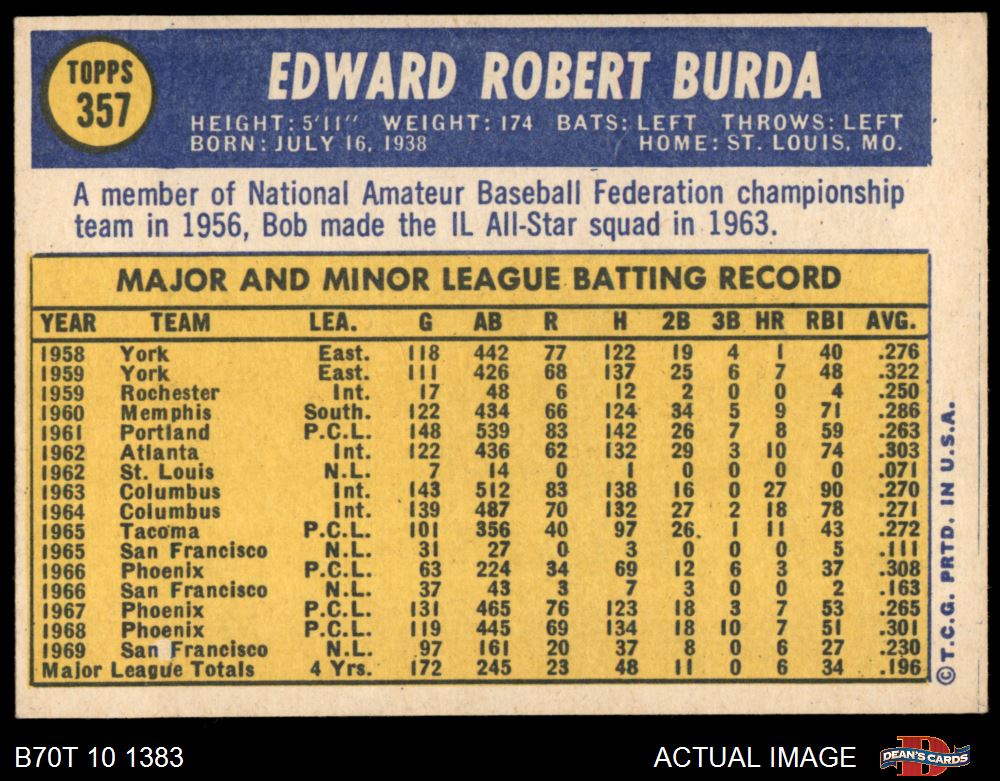 TOPPS
357
EDWARD ROBERT BURDA
HEIGHT: 5'11" WEIGHT: 174 BATS: LEFT THROWS: LEFT
BORN: JULY 16, 1938 HOME: ST. LOUIS, MO.
A member of National Amateur Baseball Federation championship
team in 1956, Bob made the IL All-Star squad in 1963.
MAJOR AND MINOR LEAGUE BATTING RECORD
YEAR TEAM LEA. G AB R H 2B 3B HR RBI AVG.
1958 York East. 118 442 77 122 19 4 1 40 .276
1959 York East. 111 426 68 137 25 6 7 48 .322
1959 Rochester Int. 17 48 6 12 2 0 0 4 .250
1960 Memphis South. 122 434 66 124 34 5 9 71 .286
1961 Portland P.C.L. 148 539 83 142 26 7 8 59 .263
1962 Atlanta Int. 122 436 62 132 29 3 10 74 .303
1962 St. Louis N.L. 7 14 0 1 0 0 0 0 .071
1963 Columbus Int. 143 512 83 138 16 0 27 90 .270
1964 Columbus Int. 139 487 70 132 27 2 18 78 .271
1965 Tacoma P.C.L. 101 356 40 97 26 1 11 43 .272
1965 San Francisco N.L. 31 27 0 3 0 0 0 5 .111
1966 Phoenix P.C.L. 63 224 34 69 12 6 3 37 .308
1966 San Francisco N.L. 37 43 3 7 3 0 0 2 .163
1967 Phoenix P.C.L. 131 465 76 123 18 3 7 53 .265
1968 Phoenix P.C.L. 119 445 69 134 18 10 7 51 .301
1969 San Francisco N.L. 97 161 20 37 8 0 6 27 .230
Major League Totals 4 Yrs. 172 245 23 48 11 0 6 34 .196
© T.C.G. PRTD. IN U.S.A.
B70T 10 1383 ACTUAL IMAGE
DEAN'S CARDS